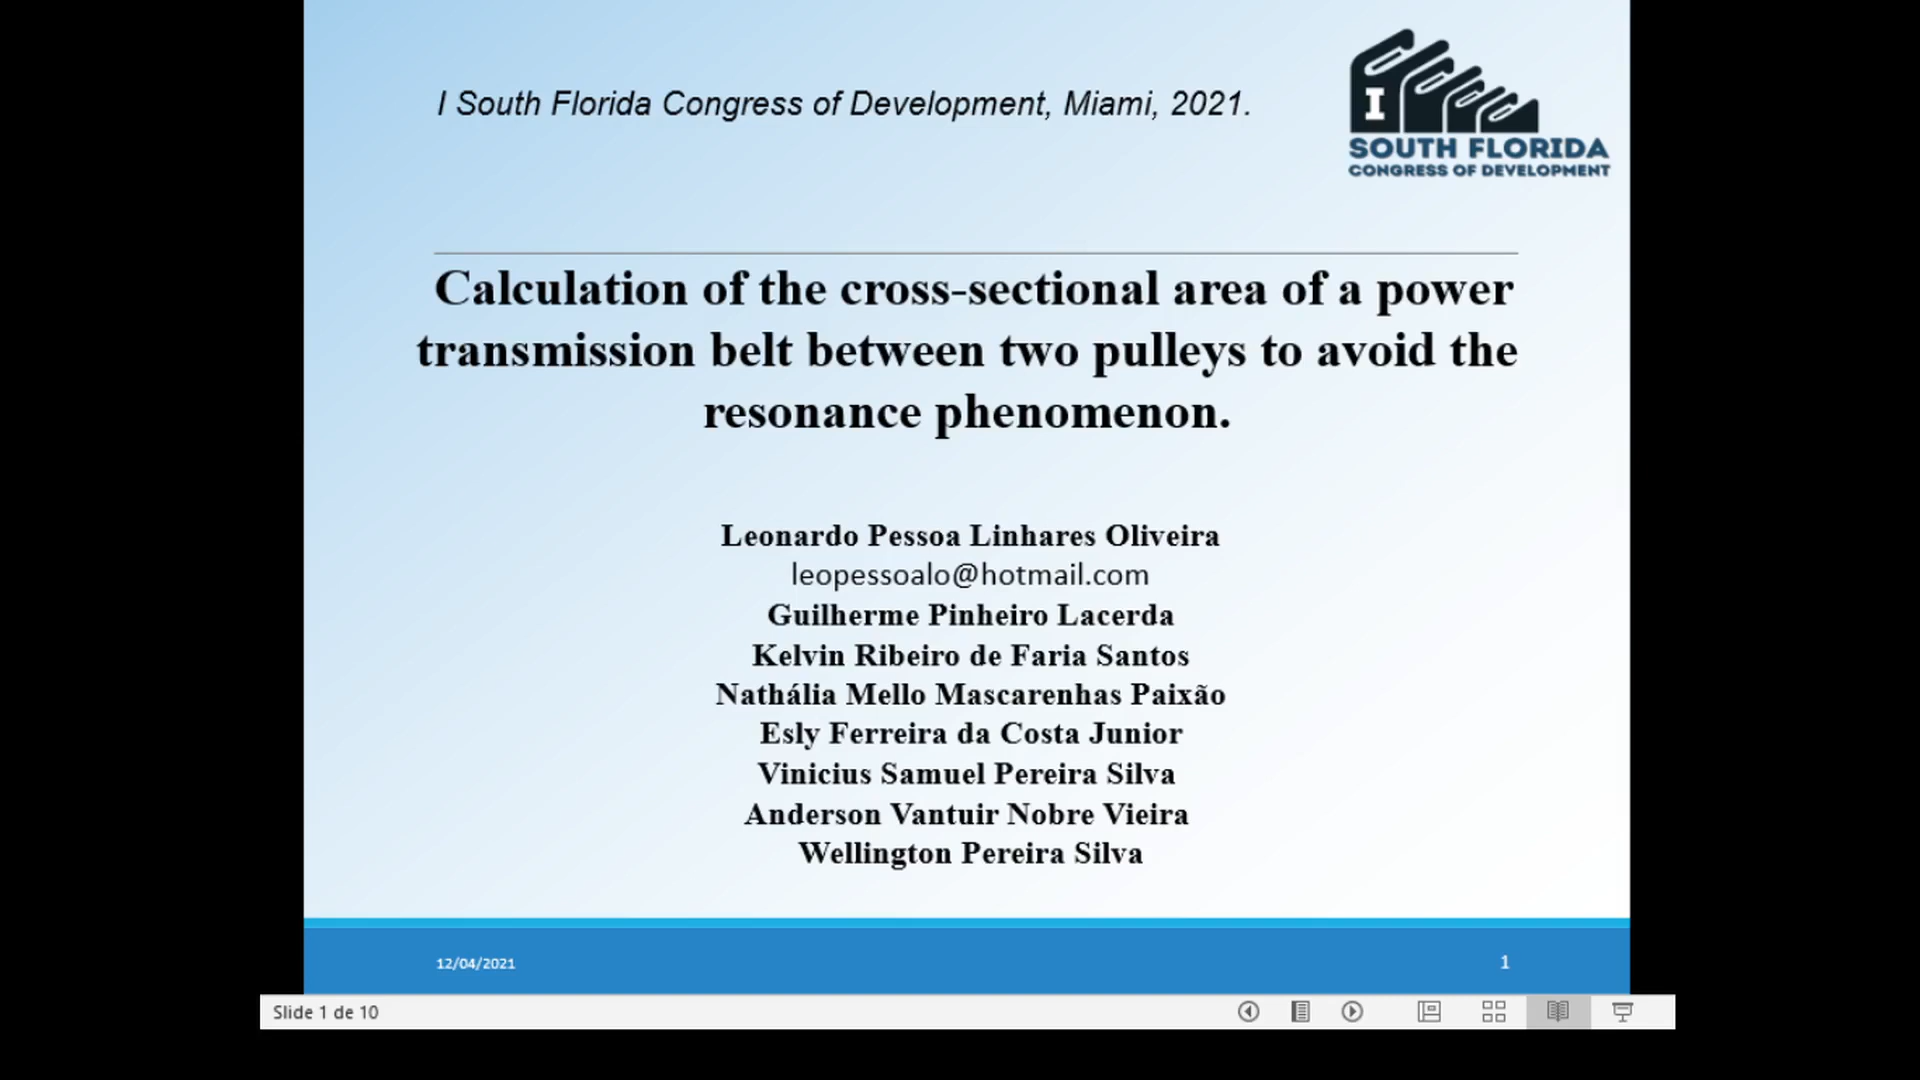 I South Florida Congress of Development, Miami, 2021.
I
SOUTH FLORIDA
CONGRESS OF DEVELOPMENT
Calculation of the cross-sectional area of a power
transmission belt between two pulleys to avoid the
resonance phenomenon.
Leonardo Pessoa Linhares Oliveira
leopessoalo@hotmail.com
Guilherme Pinheiro Lacerda
Kelvin Ribeiro de Faria Santos
Nathália Mello Mascarenhas Paixão
Esly Ferreira da Costa Junior
Vinicius Samuel Pereira Silva
Anderson Vantuir Nobre Vieira
Wellington Pereira Silva
12/04/2021
1
Slide 1 de 10